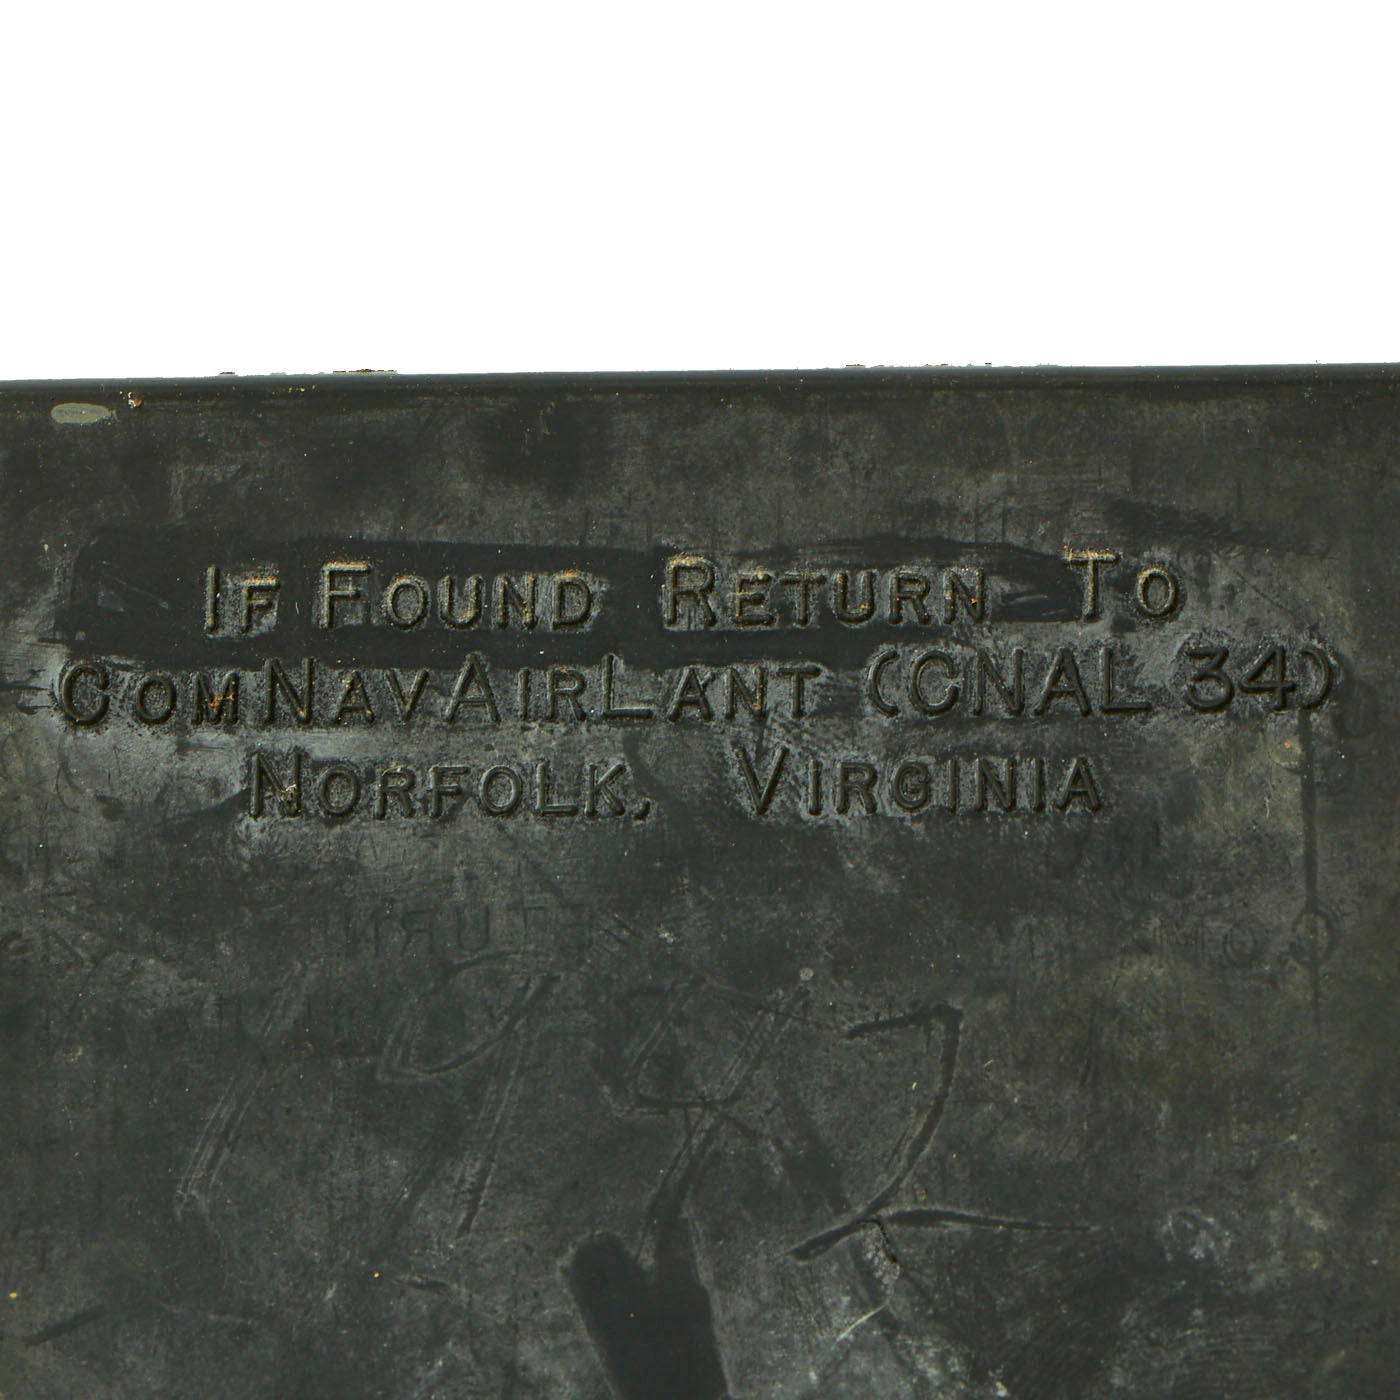 If Found Return To
ComNavAirLant (CNAL 34)
Norfolk, Virginia